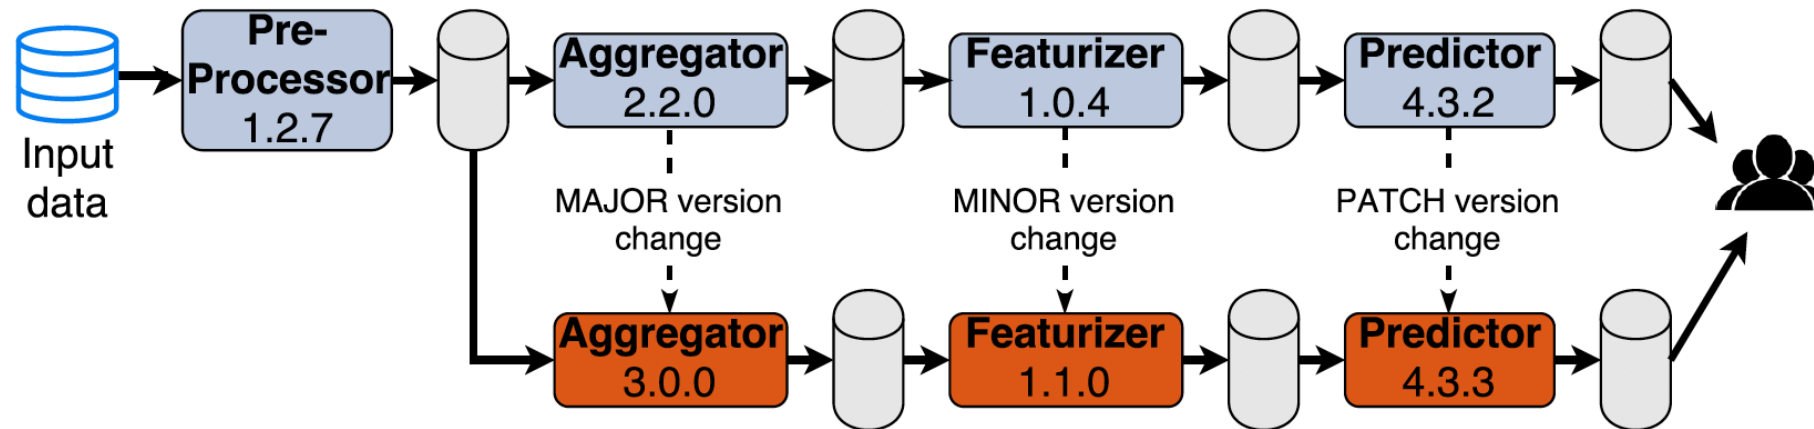 Pre-
Processor
1.2.7
Aggregator
2.2.0
Featurizer
1.0.4
Predictor
4.3.2
Input
data
MAJOR version
change
MINOR version
change
PATCH version
change
Aggregator
3.0.0
Featurizer
1.1.0
Predictor
4.3.3